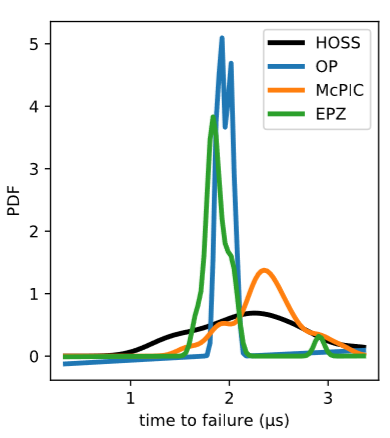 HOSS
OP
McPIC
EPZ
5
4
3
2
1
0
PDF
1 2 3
time to failure (μs)